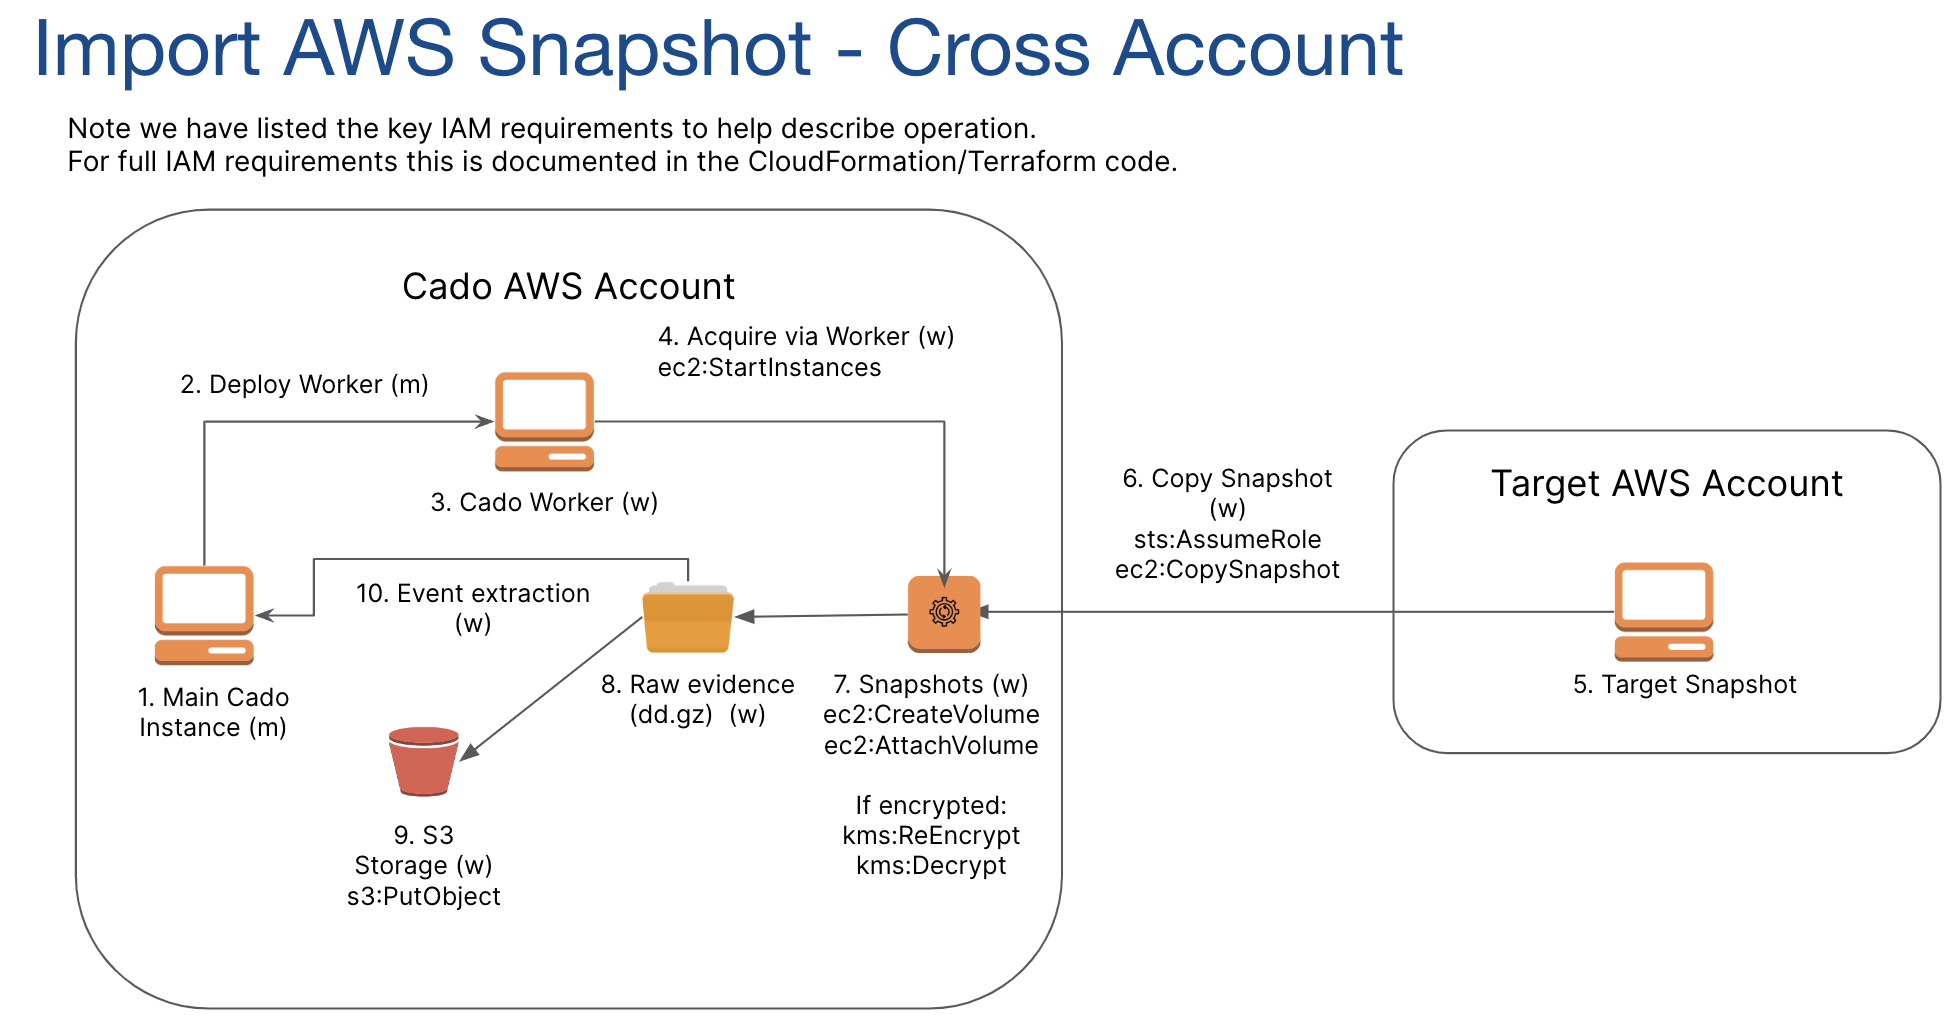 Import AWS Snapshot - Cross Account
Note we have listed the key IAM requirements to help describe operation.
For full IAM requirements this is documented in the CloudFormation/Terraform code.
Cado AWS Account
4. Acquire via Worker (w)
ec2:StartInstances
2. Deploy Worker (m)
3. Cado Worker (w)
6. Copy Snapshot
(w)
sts:AssumeRole
ec2:CopySnapshot
Target AWS Account
10. Event extraction
(w)
1. Main Cado
Instance (m)
8. Raw evidence
(dd.gz)  (w)
7. Snapshots (w)
ec2:CreateVolume
ec2:AttachVolume
If encrypted:
kms:ReEncrypt
kms:Decrypt
5. Target Snapshot
9. S3
Storage (w)
s3:PutObject